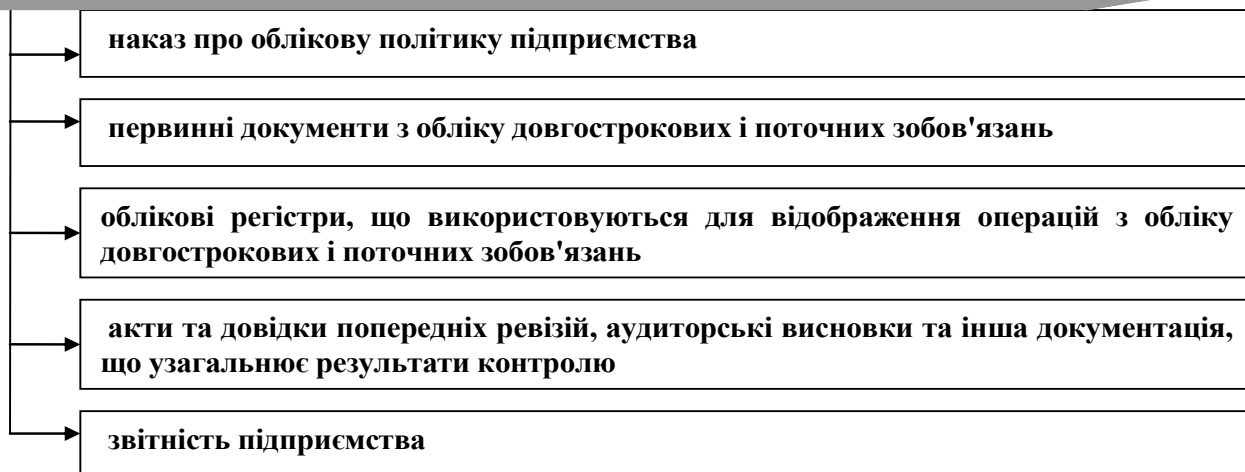 наказ про облікову політику підприємства
первинні документи з обліку довгострокових і поточних зобов'язань
облікові регістри, що використовуються для відображення операцій з обліку
довгострокових і поточних зобов'язань
акти та довідки попередніх ревізій, аудиторські висновки та інша документація,
що узагальнює результати контролю
звітність підприємства